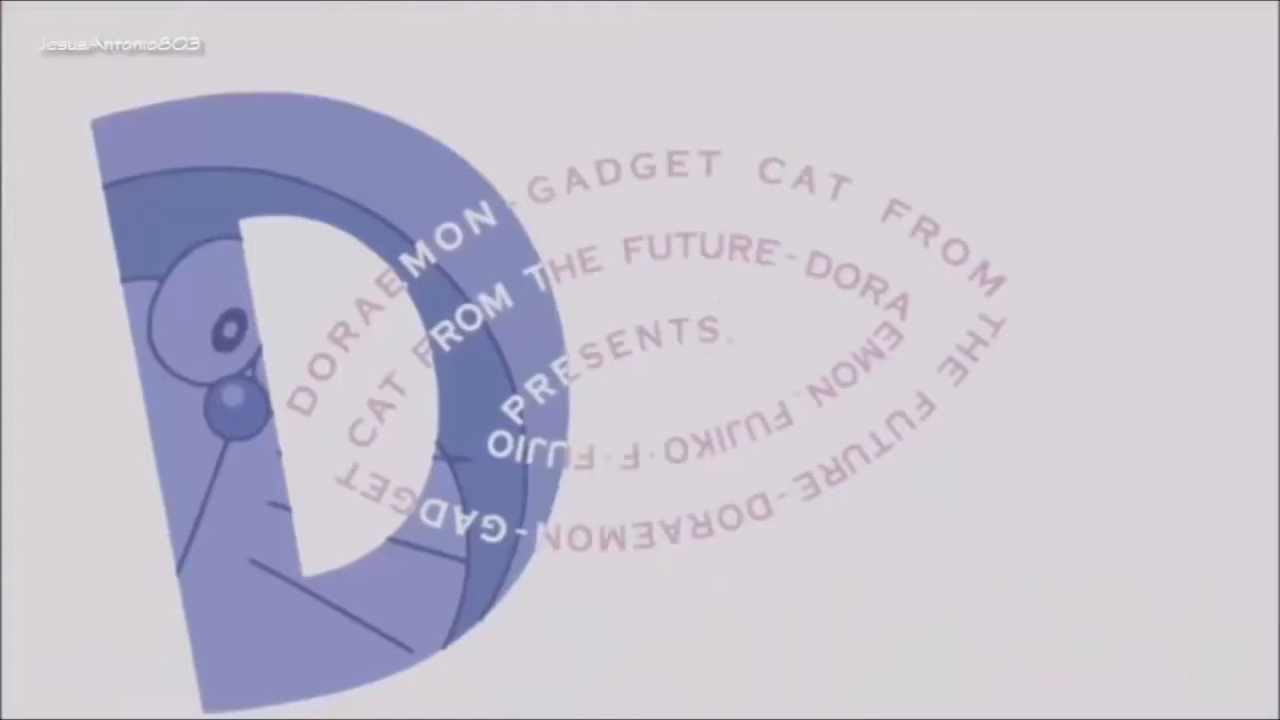 JesusAntonio803
D
DORAEMON-GADGET CAT FROM THE FUTURE-DORAEMON-GADGET CAT FROM THE FUTURE-DORAEMON FUJIKO·F·FUJIO PRESENTS.